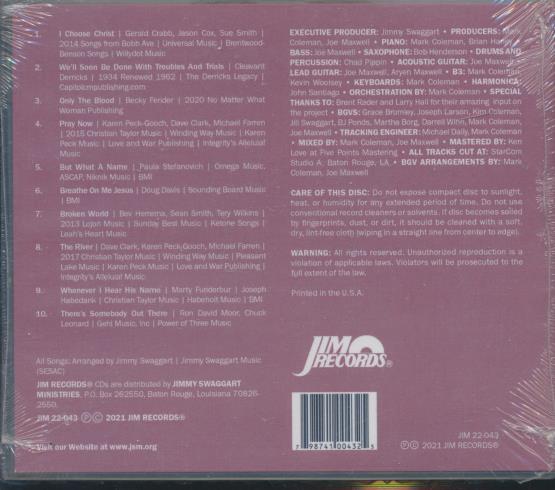 1. I Choose Christ | Gerald Crabb, Jason Cox, Sue Smith |
2014 Songs from Bobb Ave | Universal Music | Brentwood-
Benson Songs | Willydot Music
2. We'll Soon Be Done With Troubles And Trials | Cleavant
Derricks | 1934 Renewed 1962 | The Derricks Legacy |
Capitolcmpublishing.com
3. Only The Blood | Becky Fender | 2020 No Matter What
Woman Publishing
4. Pray Now | Karen Peck-Gooch, Dave Clark, Michael Farren
| 2015 Christian Taylor Music | Winding Way Music | Karen
Peck Music | Love and War Publishing | Integrity's Alleluia!
Music
5. But What A Name | Paula Stefanovich | Omega Music,
ASCAP, Niknik Music | BMI
6. Breathe On Me Jesus | Doug Davis | Sounding Board Music
| BMI
7. Broken World | Bev Herrema, Sean Smith, Tery Wilkins |
2013 Lojon Music | Sunday Best Music | Ketone Songs |
Leah's Heart Music
8. The River | Dave Clark, Karen Peck-Gooch, Michael Farren |
2017 Christian Taylor Music | Winding Way Music | Pleasant
Lake Music | Karen Peck Music | Love and War Publishing |
Integrity's Alleluia! Music
9. Whenever I Hear His Name | Marty Funderbur | Joseph
Habedank | Christian Taylor Music | Habeholt Music | BMI
10. There's Somebody Out There | Ron David Moor, Chuck
Leonard | Gehl Music, Inc | Power of Three Music
All Songs: Arranged by Jimmy Swaggart | Jimmy Swaggart Music
(SESAC)
JIM RECORDS® CDs are distributed by JIMMY SWAGGART
MINISTRIES, P.O. Box 262550, Baton Rouge, Louisiana 70826-
2550.
JIM 22-043 Ⓟ © 2021 JIM RECORDS®
Visit our Website at www.jsm.org
EXECUTIVE PRODUCER: Jimmy Swaggart • PRODUCERS: Mark
Coleman, Joe Maxwell • PIANO: Mark Coleman, Brian Haney •
BASS: Joe Maxwell • SAXOPHONE: Bob Henderson • DRUMS AND
PERCUSSION: Chad Pippin • ACOUSTIC GUITAR: Joe Maxwell •
LEAD GUITAR: Joe Maxwell, Aryen Maxwell • B3: Mark Coleman,
Kevin Woolsey • KEYBOARDS: Mark Coleman • HARMONICA:
John Santiago • ORCHESTRATION BY: Mark Coleman • SPECIAL
THANKS TO: Brent Rader and Larry Hall for their amazing input on
the project • BGVS: Grace Brumley, Joseph Larson, Kim Coleman,
Jill Swaggart, BJ Ponds, Martha Borg, Darrell Wilhi, Mark Coleman,
Joe Maxwell • TRACKING ENGINEER: Michael Daily, Mark Coleman
• MIXED BY: Mark Coleman, Joe Maxwell • MASTERED BY: Ken
Love at Five Points Mastering • ALL TRACKS CUT AT: StarCom
Studio A, Baton Rouge, LA. • BGV ARRANGEMENTS BY: Mark
Coleman, Joe Maxwell
CARE OF THIS DISC: Do not expose compact disc to sunlight,
heat, or humidity for any extended period of time. Do not use
conventional record cleaners or solvents. If disc becomes soiled
by fingerprints, dust, or dirt, it should be cleaned with a soft,
dry, lint-free cloth (wiping in a straight line from center to edge).
WARNING: All rights reserved. Unauthorized reproduction is a
violation of applicable laws. Violators will be prosecuted to the
full extent of the law.
Printed in the U.S.A.
JIM
RECORDS®
7 98741 00432 5
JIM 22-043
Ⓟ © 2021 JIM RECORDS®